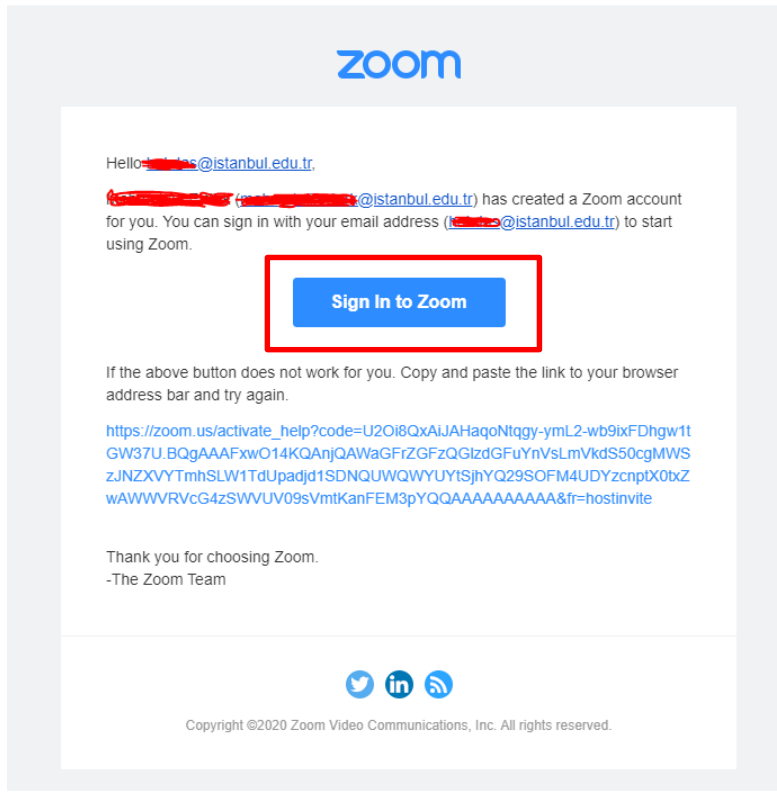 zoom
Hello @istanbul.edu.tr,
( @istanbul.edu.tr) has created a Zoom account
for you. You can sign in with your email address ( @istanbul.edu.tr) to start
using Zoom.
Sign In to Zoom
If the above button does not work for you. Copy and paste the link to your browser
address bar and try again.
https://zoom.us/activate_help?code=U2Oi8QxAiJAHaqoNtqgy-ymL2-wb9ixFDhgw1t
GW37U.BQgAAAFxwO14KQAnjQAWaGFrZGFzQGlzdGFuYnVsLmVkdS50cgMWS
zJNZXVYTmhSLW1TdUpadjd1SDNQUWQWYUYtSjhYQ29SOFM4UDYzcnptX0txZ
wAWWVRVcG4zSWVUV09sVmtKanFEM3pYQQAAAAAAAAAA&fr=hostinvite
Thank you for choosing Zoom.
-The Zoom Team
in
Copyright ©2020 Zoom Video Communications, Inc. All rights reserved.